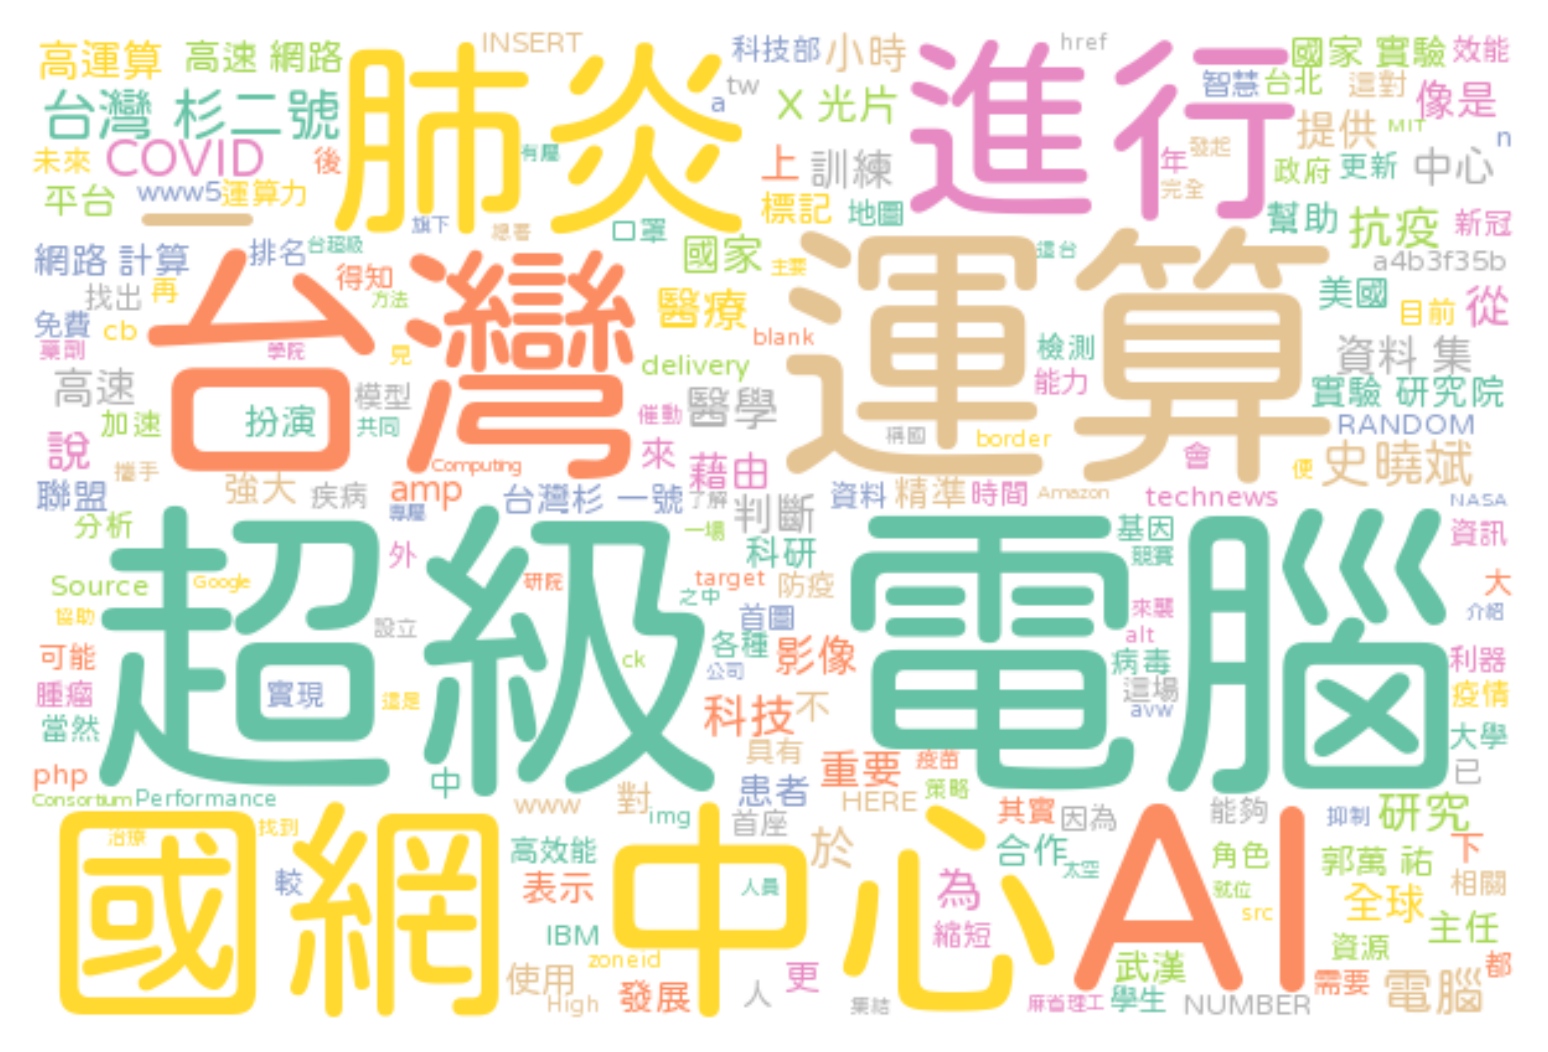 高運算 高速 網路 肺炎 INSERT 科技部 小時 進行 href 國家 實驗 效能
台灣 杉二號 tw a X 光片 智慧 台北 這對 像是
未來 COVID 後 有屬 上 訓練 年 發起 提供 MIT n
平台 www5 運算力 標記 地圖 完全 政府 更新 中心
一 旗下 口罩 幫助 抗疫 新冠
網路 計算 排名 台超級 台灣 得知 國家 主要 運算 這台 a4b3f35b
找出 再 方法 醫療 美國 目前 從
免費 cb 見 blank
藥劑 學院 delivery 檢測 資料 集
高速 模型 醫學 能力 實驗 研究院
加速 扮演 共同 催動 稱國 border RANDOM
說 Computing 來 藉由 會 便 史曉斌
攜手 強大 疾病 amp
聯盟 專屬 台灣杉 一號 了解 判斷 資料 精準 時間 Amazon technews NASA
分析 超級 外 一場 科研 電腦 基因 資訊
競賽
Source Google 研院 target 防疫 大
協助 設立 之中 首圖 來襲 介紹
可能 ck 各種 影像 alt 病毒 利器
腫瘤 實現 這是 公司 這場 疫情
當然 科技 不 avw 大學
php 中 具有 重要 疫苗 已
Consortium Performance www 對 患者 HERE 策略
國網中心 img 首座 於 其實 因為 AI 能夠 抑制 研究
治療 找到 高效能 合作 角色 郭萬 祐 下
較 表示 人員 為 太空 就位 全球 相關
IBM 縮短 src 主任
zoneid 武漢 資源
使用 更 需要 都
High 發展 人 集結 麻省理工 學生 NUMBER 電腦